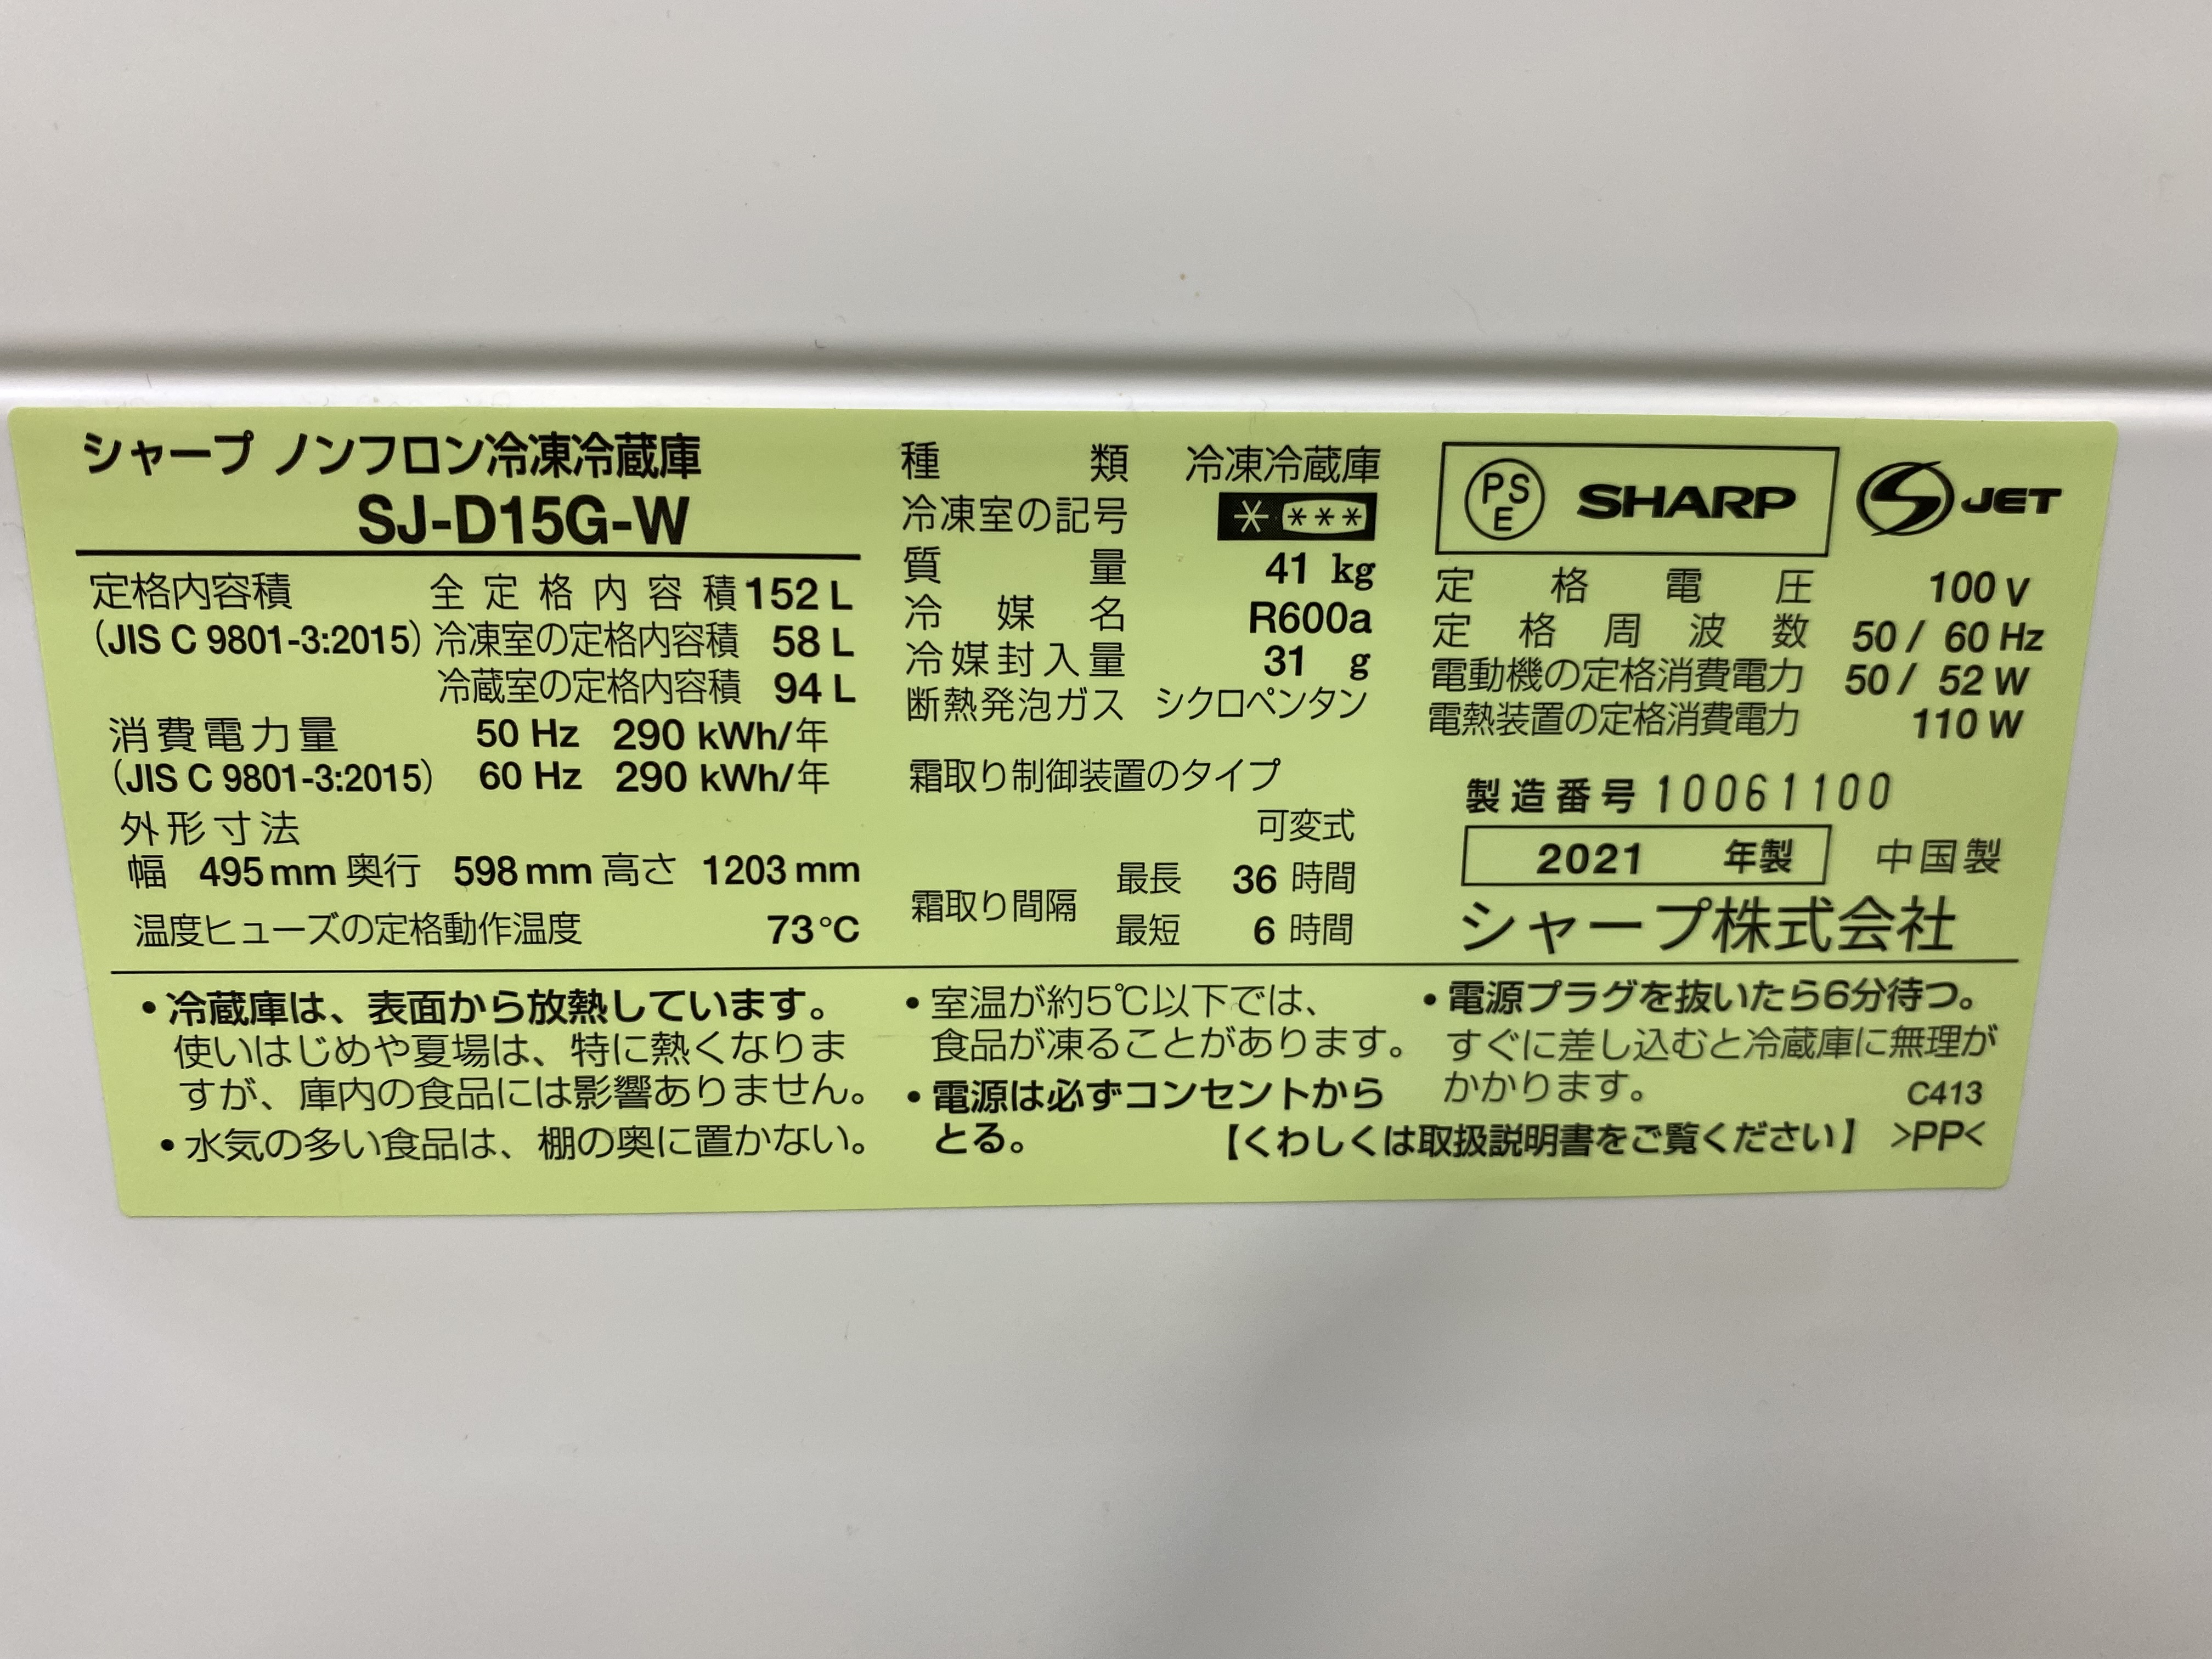 シャープ ノンフロン冷凍冷蔵庫
SJ-D15G-W
定格内容積 全定格内容積 152 L
(JIS C 9801-3:2015) 冷凍室の定格内容積 58 L
冷蔵室の定格内容積 94 L
消費電力量 50 Hz 290 kWh/年
(JIS C 9801-3:2015) 60 Hz 290 kWh/年
外形寸法
幅 495 mm 奥行 598 mm 高さ 1203 mm
温度ヒューズの定格動作温度 73℃
種類 冷凍冷蔵庫
冷凍室の記号 * ***
質量 41 kg
冷媒名 R600a
冷媒封入量 31 g
断熱発泡ガス シクロペンタン
霜取り制御装置のタイプ
可変式
霜取り間隔 最長 36 時間
最短 6 時間
PSE SHARP S JET
定格電圧 100 V
定格周波数 50 / 60 Hz
電動機の定格消費電力 50 / 52 W
電熱装置の定格消費電力 110 W
製造番号 10061100
2021 年製 中国製
シャープ株式会社
・冷蔵庫は、表面から放熱しています。
使いはじめや夏場は、特に熱くなりま
すが、庫内の食品には影響ありません。
・水気の多い食品は、棚の奥に置かない。
・室温が約5℃以下では、
食品が凍ることがあります。
・電源は必ずコンセントから
とる。
・電源プラグを抜いたら6分待つ。
すぐに差し込むと冷蔵庫に無理が
かかります。 C413
【くわしくは取扱説明書をご覧ください】 >PP<